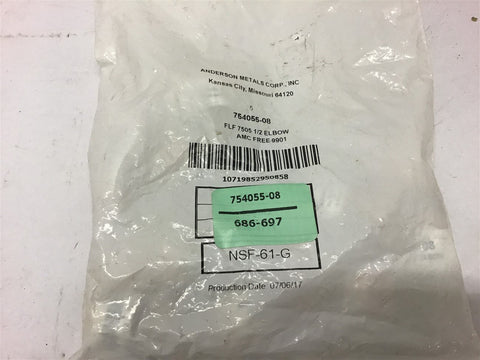 ANDERSON METALS CORP., INC
Kansas City, Missouri 64120
5
754055-08
FLF 7505 1/2 ELBOW
AMC FREE 9901
10719852950858
754055-08
686-697
NSF-61-G
Production Date: 07/06/17